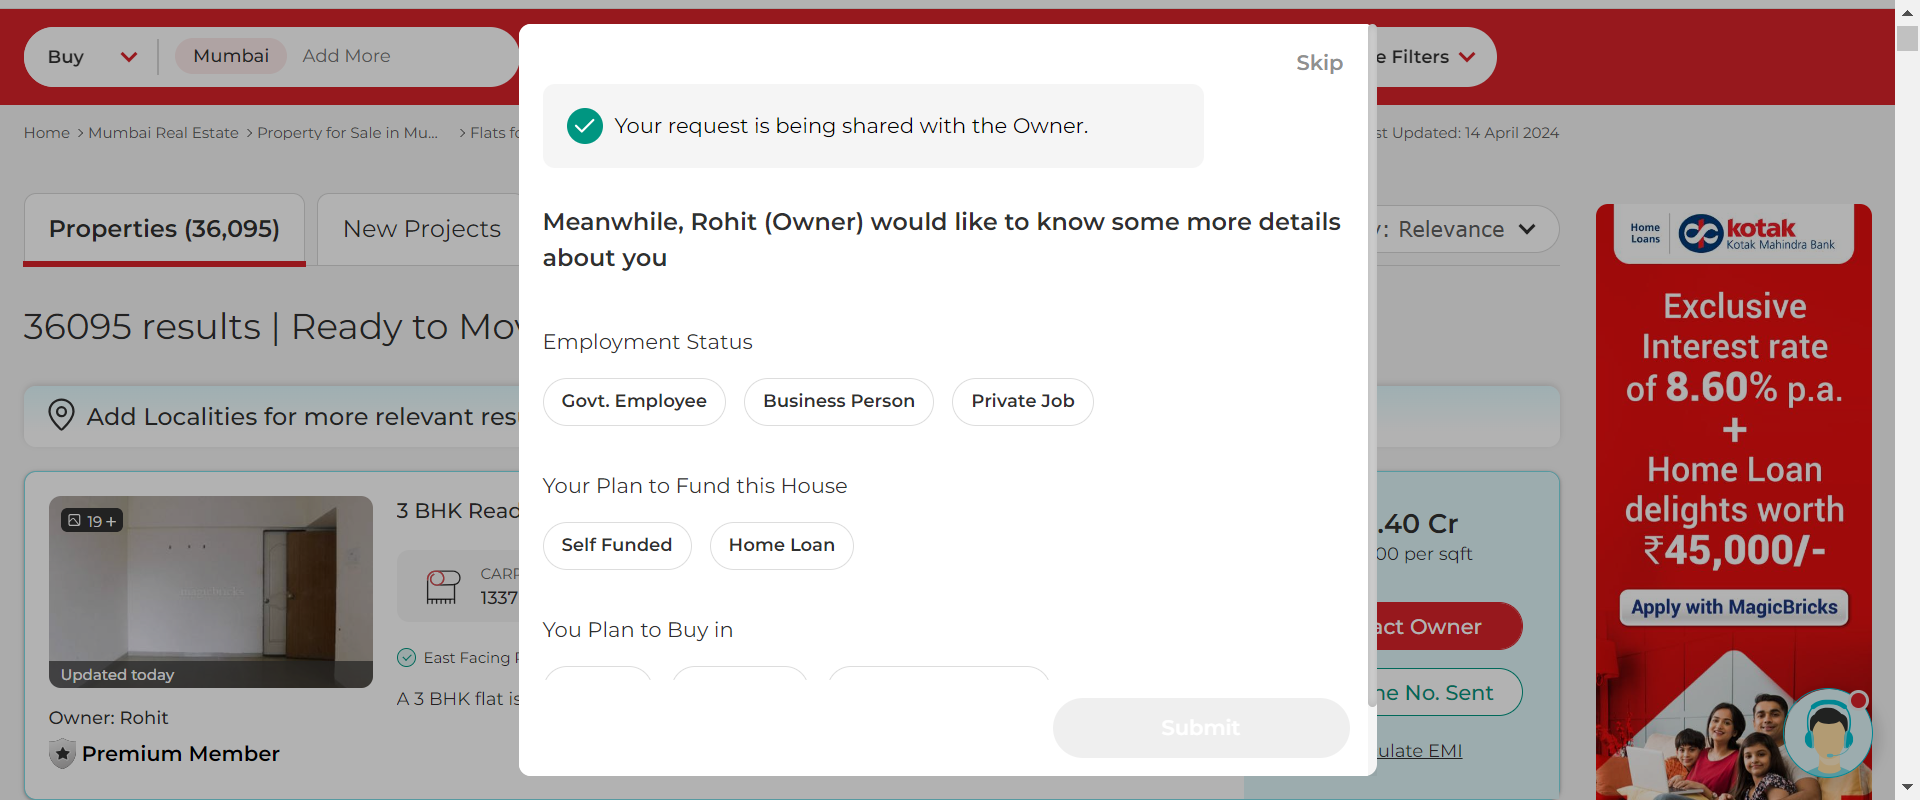 Buy
Mumbai
Add More
e Filters
Skip
Your request is being shared with the Owner.
Home > Mumbai Real Estate > Property for Sale in Mu... > Flats fo
st Updated: 14 April 2024
Properties (36,095)
New Projects
Meanwhile, Rohit (Owner) would like to know some more details
about you
y: Relevance
36095 results | Ready to Mov
Employment Status
Govt. Employee
Business Person
Private Job
Add Localities for more relevant resu
Your Plan to Fund this House
Self Funded
Home Loan
You Plan to Buy in
Submit
19+
Updated today
Owner: Rohit
Premium Member
3 BHK Read
CARP
1337
East Facing P
A 3 BHK flat is
.40 Cr
00 per sqft
act Owner
ne No. Sent
ulate EMI
Home
Loans
kotak
Kotak Mahindra Bank
Exclusive
Interest rate
of 8.60% p.a.
+
Home Loan
delights worth
₹45,000/-
Apply with MagicBricks